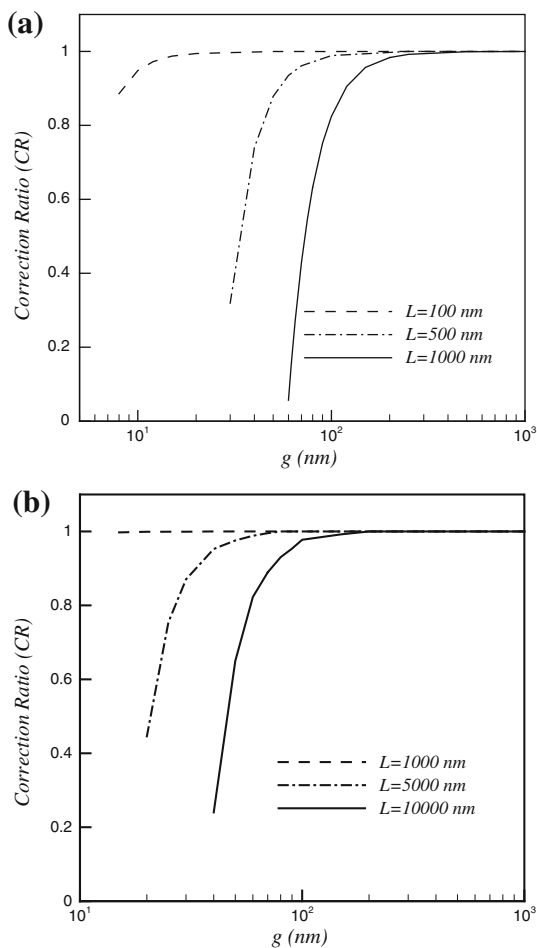 (a)
Correction Ratio (CR)
1
0.8
0.6
0.4
0.2
0
L=100 nm
L=500 nm
L=1000 nm
10¹
10²
10³
g (nm)
(b)
Correction Ratio (CR)
1
0.8
0.6
0.4
0.2
0
L=1000 nm
L=5000 nm
L=10000 nm
10¹
10²
10³
g (nm)